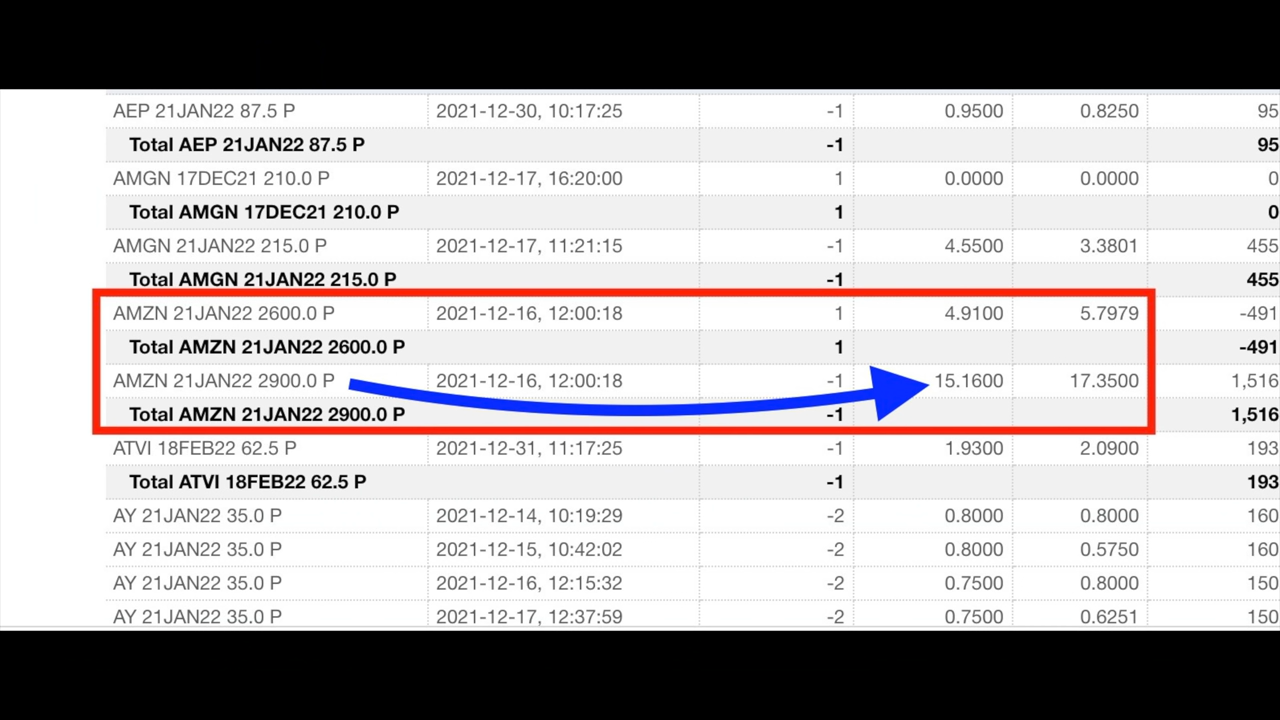 AEP 21JAN22 87.5 P 2021-12-30, 10:17:25 -1 0.9500 0.8250 95
Total AEP 21JAN22 87.5 P -1 95
AMGN 17DEC21 210.0 P 2021-12-17, 16:20:00 1 0.0000 0.0000 0
Total AMGN 17DEC21 210.0 P 1 0
AMGN 21JAN22 215.0 P 2021-12-17, 11:21:15 -1 4.5500 3.3801 455
Total AMGN 21JAN22 215.0 P -1 455
AMZN 21JAN22 2600.0 P 2021-12-16, 12:00:18 1 4.9100 5.7979 -491
Total AMZN 21JAN22 2600.0 P 1 -491
AMZN 21JAN22 2900.0 P 2021-12-16, 12:00:18 -1 15.1600 17.3500 1,516
Total AMZN 21JAN22 2900.0 P -1 1,516
ATVI 18FEB22 62.5 P 2021-12-31, 11:17:25 -1 1.9300 2.0900 193
Total ATVI 18FEB22 62.5 P -1 193
AY 21JAN22 35.0 P 2021-12-14, 10:19:29 -2 0.8000 0.8000 160
AY 21JAN22 35.0 P 2021-12-15, 10:42:02 -2 0.8000 0.5750 160
AY 21JAN22 35.0 P 2021-12-16, 12:15:32 -2 0.7500 0.8000 150
AY 21JAN22 35.0 P 2021-12-17, 12:37:59 -2 0.7500 0.6251 150